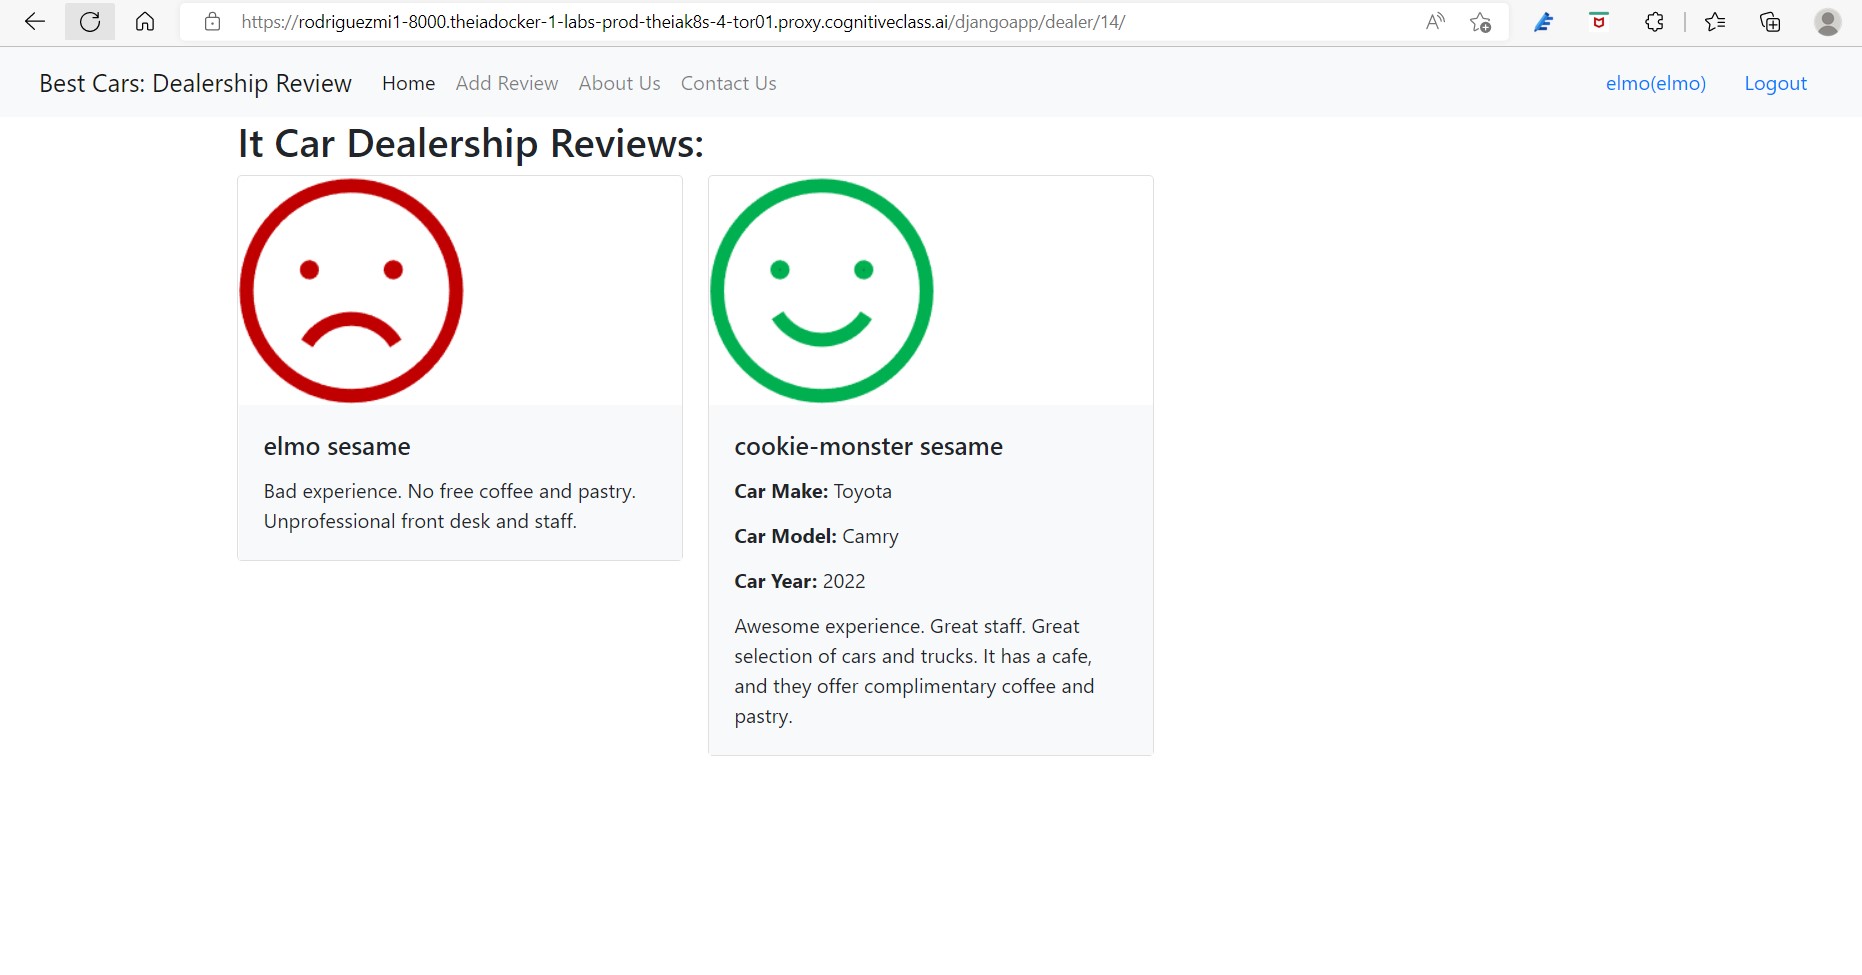 https://rodriguezmi1-8000.theiadocker-1-labs-prod-theiak8s-4-tor01.proxy.cognitiveclass.ai/djangoapp/dealer/14/
Best Cars: Dealership Review Home Add Review About Us Contact Us elmo(elmo) Logout
It Car Dealership Reviews:
elmo sesame
Bad experience. No free coffee and pastry.
Unprofessional front desk and staff.
cookie-monster sesame
Car Make: Toyota
Car Model: Camry
Car Year: 2022
Awesome experience. Great staff. Great
selection of cars and trucks. It has a cafe,
and they offer complimentary coffee and
pastry.